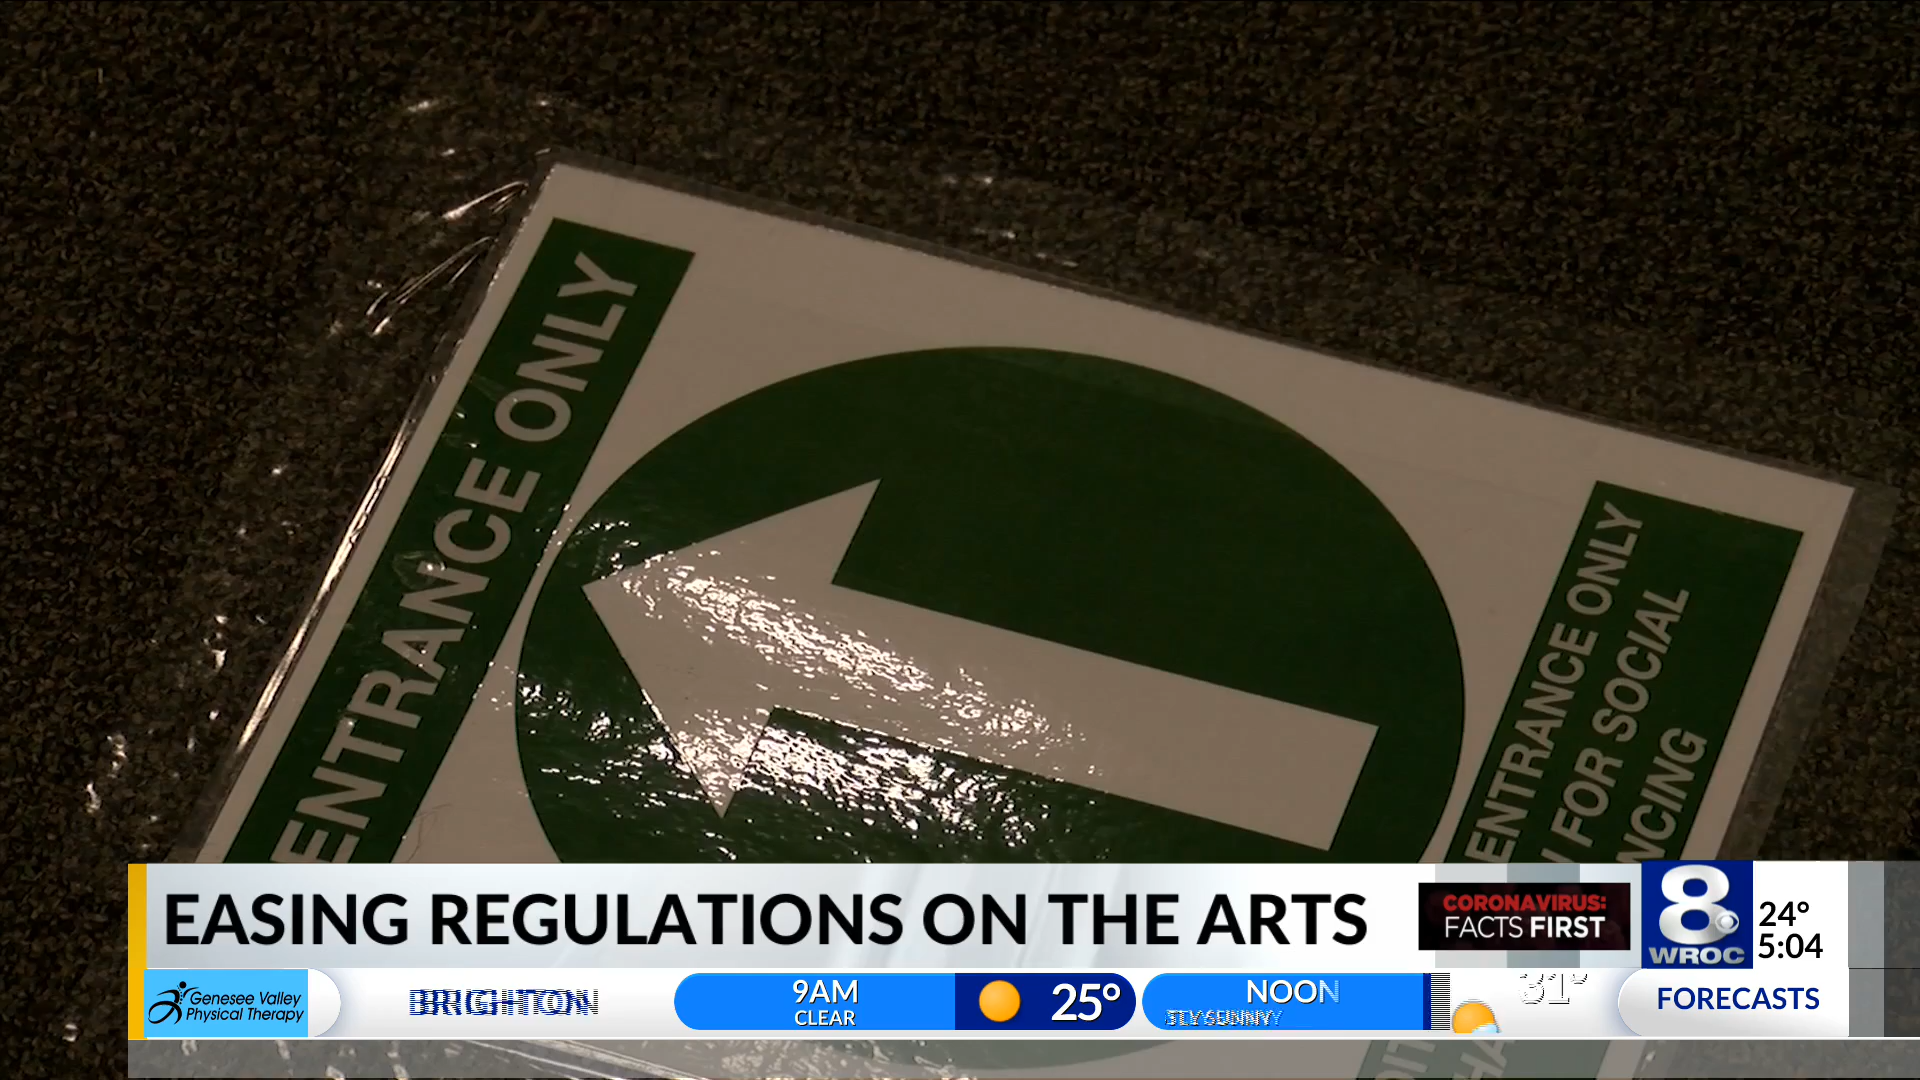 ENTRANCE ONLY
ENTRANCE ONLY
FOR SOCIAL
EASING REGULATIONS ON THE ARTS
CORONAVIRUS:
FACTS FIRST
8
WROC
24°
5:04
Genesee Valley
Physical Therapy
BRIGHTON
9AM
CLEAR
25°
NOON
31°
FORECASTS